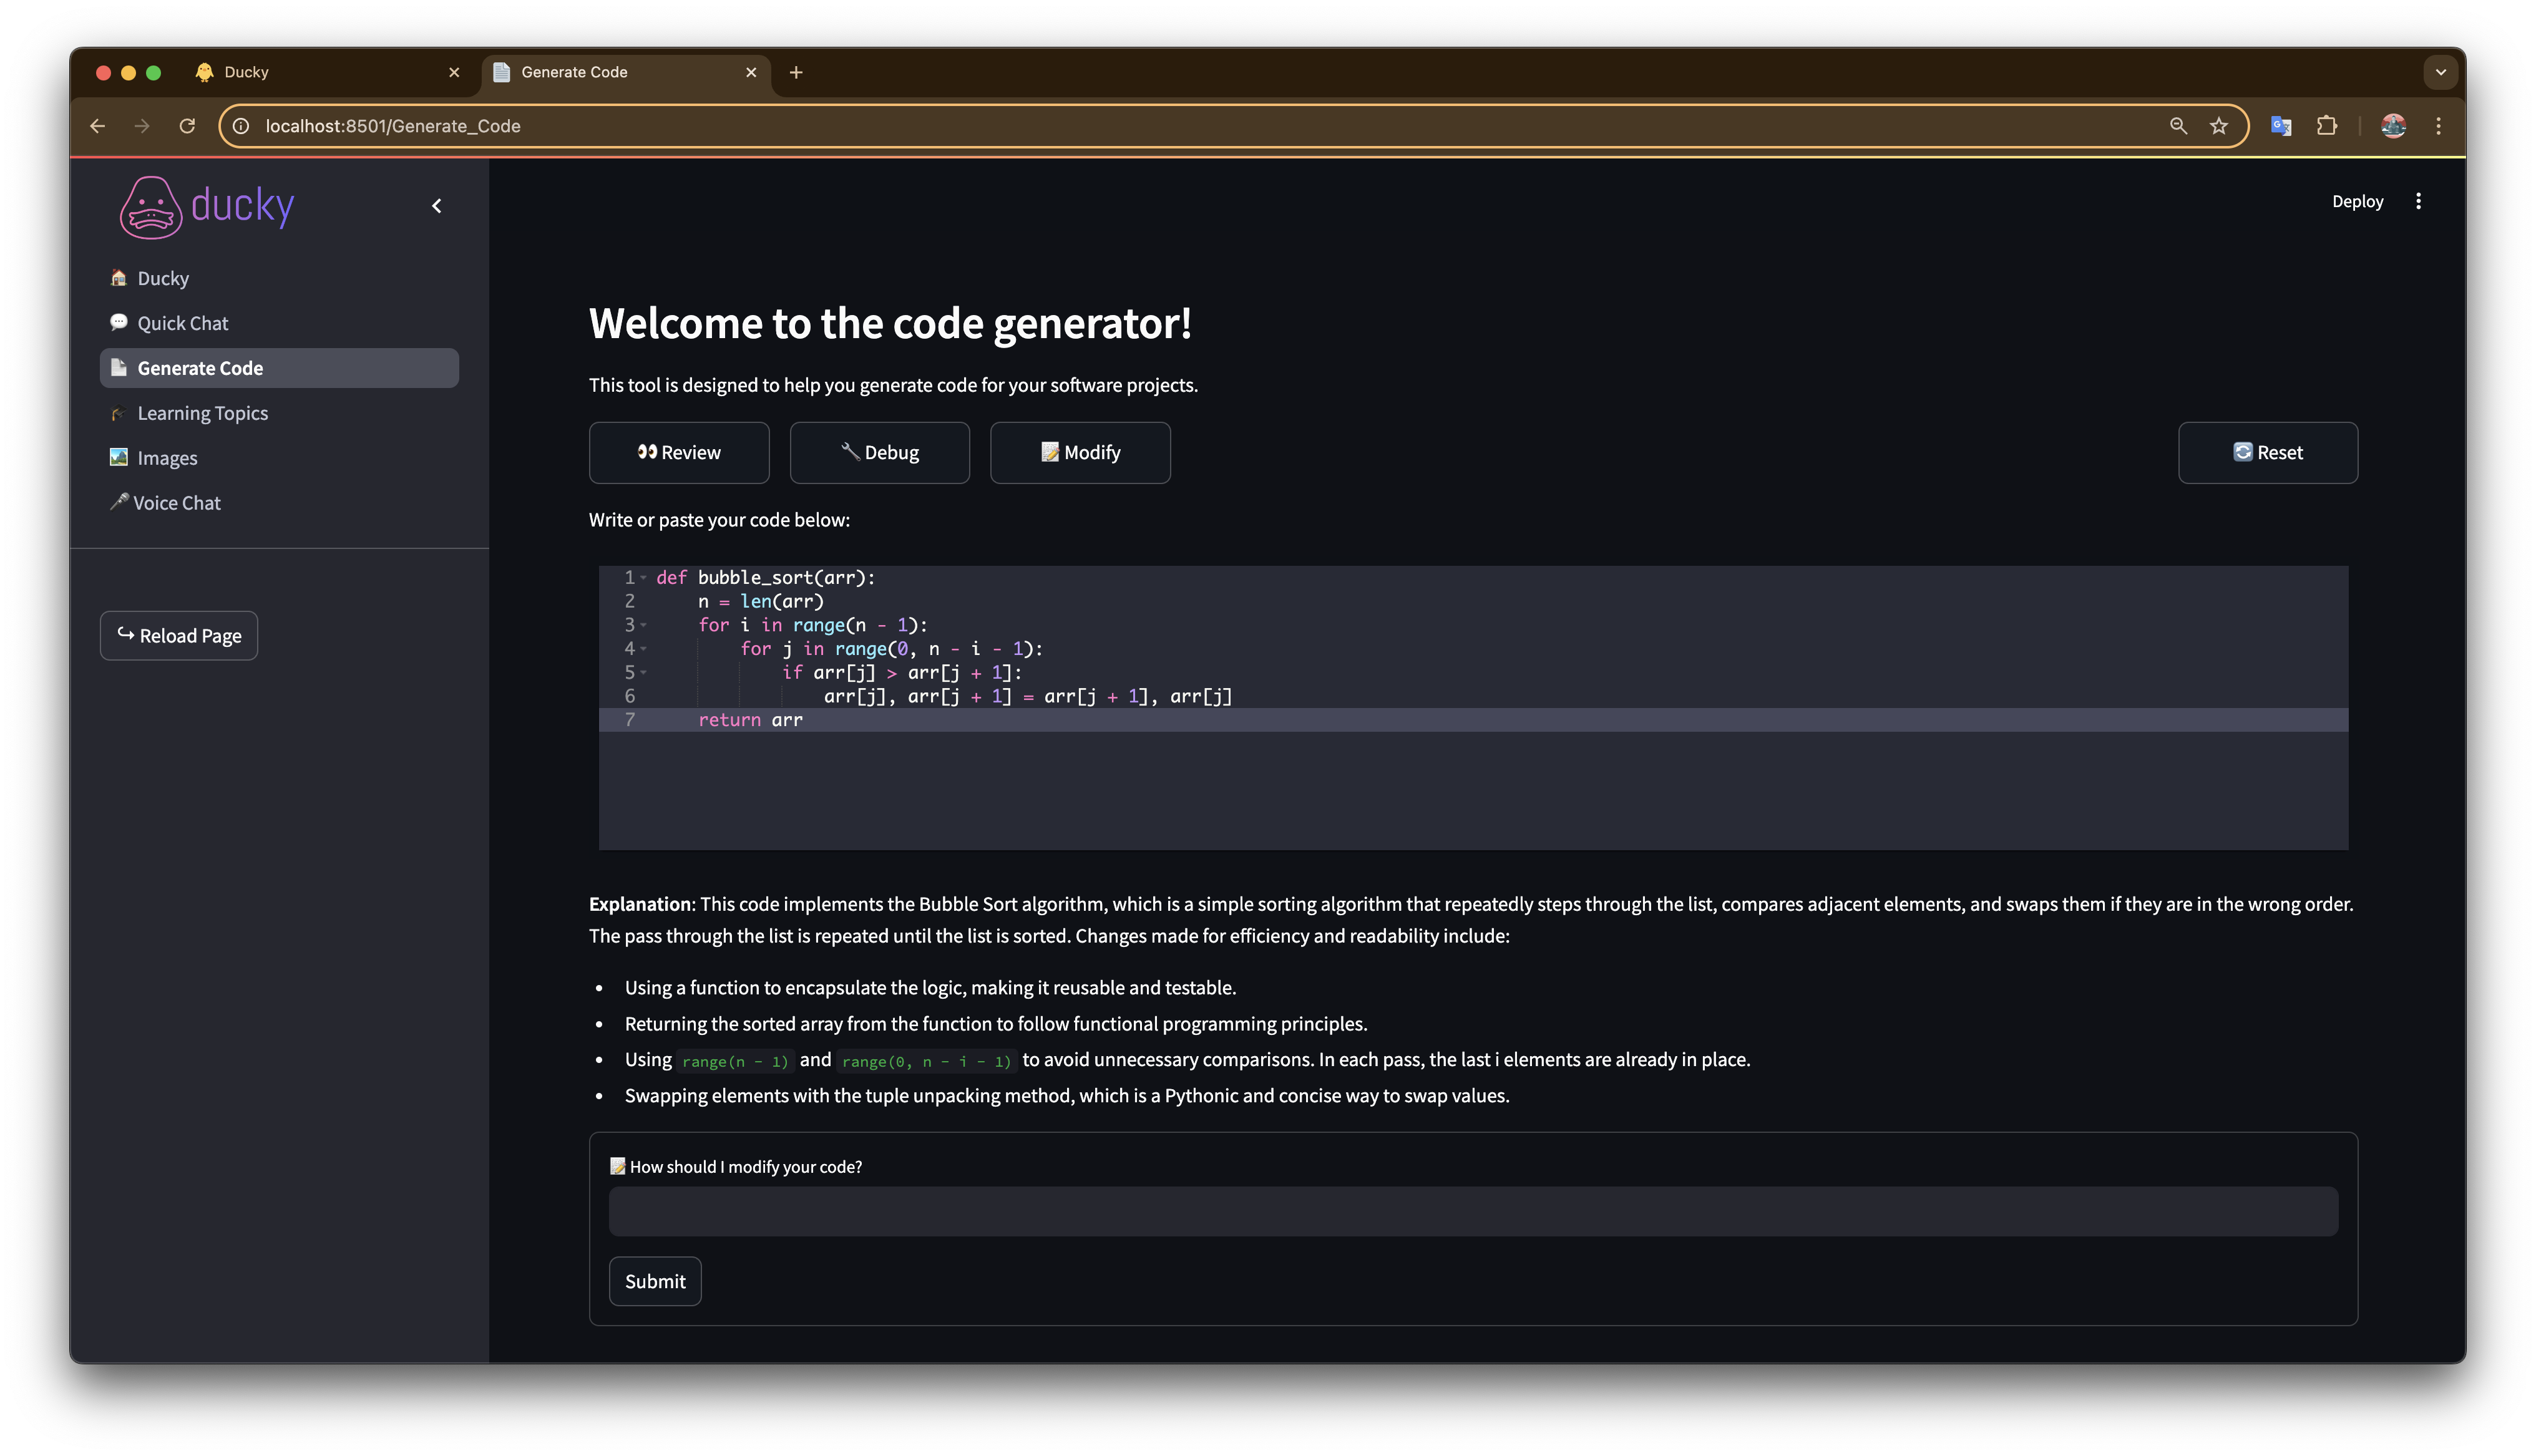 Ducky
Generate Code
localhost:8501/Generate_Code
ducky
Deploy
Ducky
Quick Chat
Generate Code
Learning Topics
Images
Voice Chat
Reload Page
Welcome to the code generator!
This tool is designed to help you generate code for your software projects.
Review
Debug
Modify
Reset
Write or paste your code below:
1 def bubble_sort(arr):
2     n = len(arr)
3     for i in range(n - 1):
4         for j in range(0, n - i - 1):
5             if arr[j] > arr[j + 1]:
6                 arr[j], arr[j + 1] = arr[j + 1], arr[j]
7     return arr
Explanation: This code implements the Bubble Sort algorithm, which is a simple sorting algorithm that repeatedly steps through the list, compares adjacent elements, and swaps them if they are in the wrong order.
The pass through the list is repeated until the list is sorted. Changes made for efficiency and readability include:
• Using a function to encapsulate the logic, making it reusable and testable.
• Returning the sorted array from the function to follow functional programming principles.
• Using range(n - 1) and range(0, n - i - 1) to avoid unnecessary comparisons. In each pass, the last i elements are already in place.
• Swapping elements with the tuple unpacking method, which is a Pythonic and concise way to swap values.
How should I modify your code?
Submit